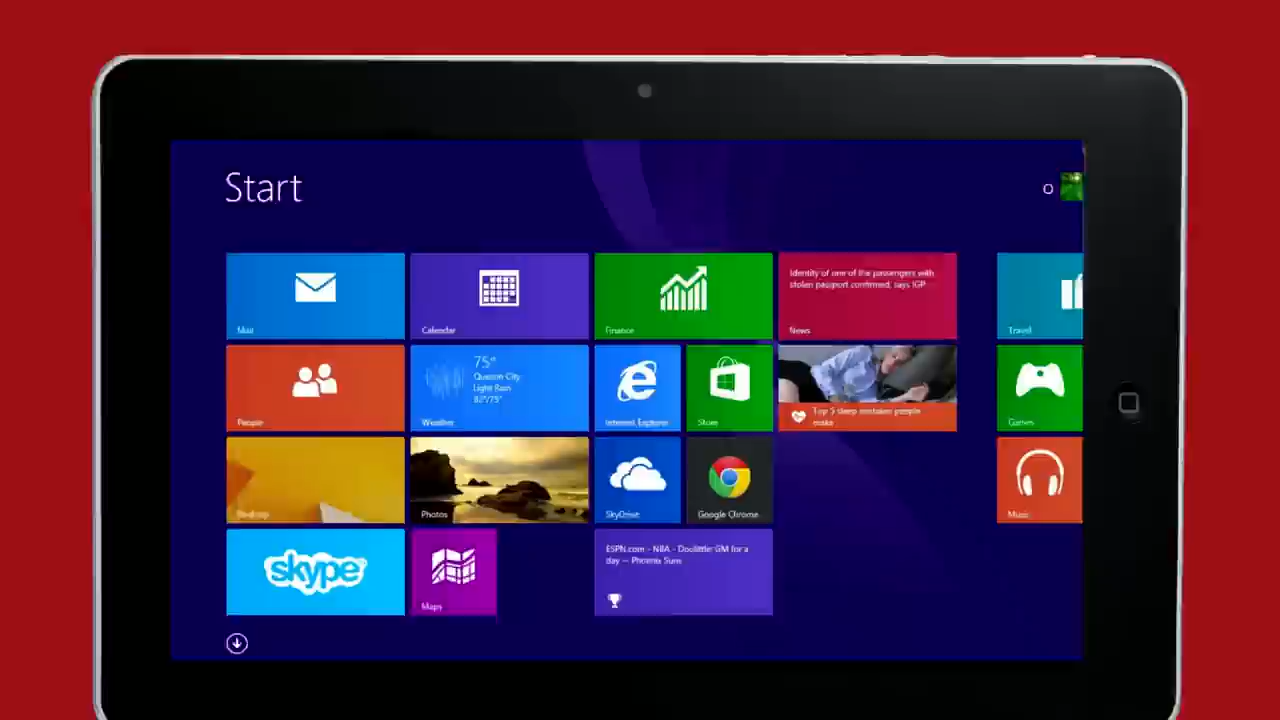 Start
Mail
Calendar
Finance
Identity of one of the passengers with
stolen passport confirmed, says IGP
News
Travel
People
75°
Quezon City
Light Rain
82°/75°
Weather
Internet Explorer
Store
Top 5 sleep mistakes people
make
Games
Desktop
Photos
SkyDrive
Google Chrome
Music
skype
Maps
ESPN.com - NBA - Doolittle: GM for a
day — Phoenix Suns